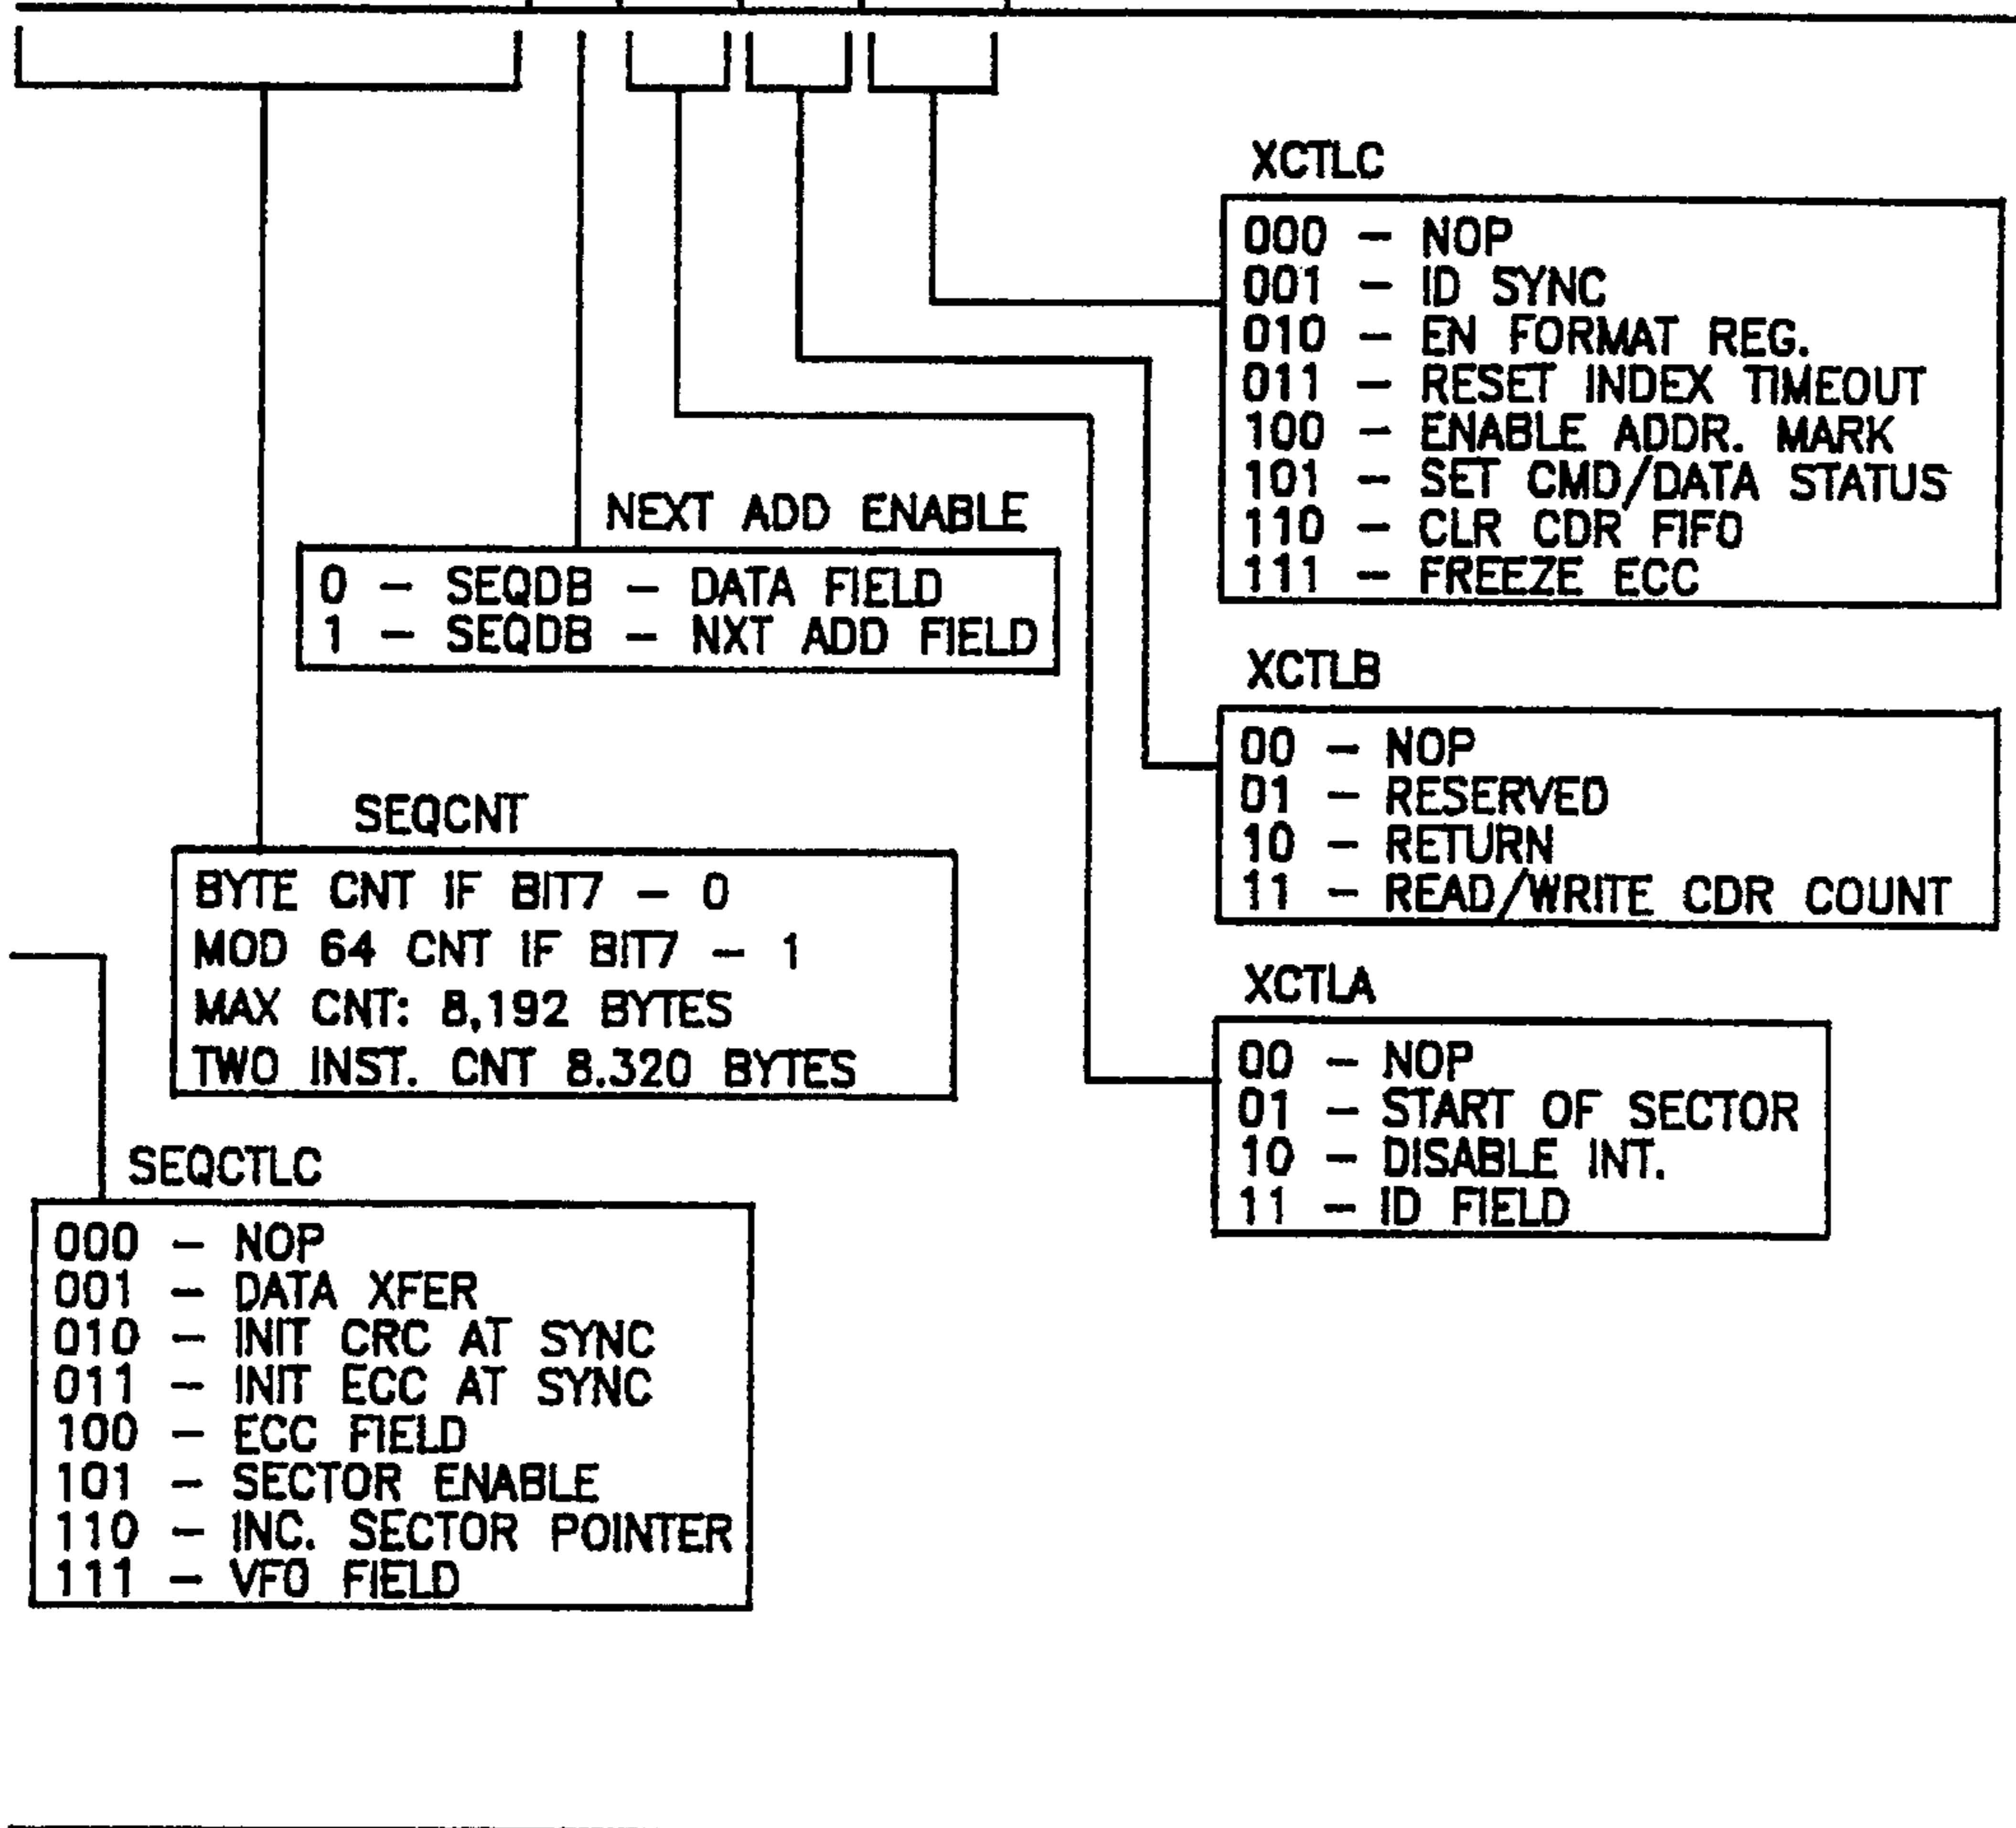 XCTLC
000 - NOP
001 - ID SYNC
010 - EN FORMAT REG.
011 - RESET INDEX TIMEOUT
100 - ENABLE ADDR. MARK
101 - SET CMD/DATA STATUS
110 - CLR CDR FIFO
111 - FREEZE ECC
NEXT ADD ENABLE
0 - SEQDB - DATA FIELD
1 - SEQDB - NXT ADD FIELD
XCTLB
00 - NOP
01 - RESERVED
10 - RETURN
11 - READ/WRITE CDR COUNT
SEQCNT
BYTE CNT IF BIT7 - 0
MOD 64 CNT IF BIT7 - 1
MAX CNT: 8,192 BYTES
TWO INST. CNT 8.320 BYTES
XCTLA
00 - NOP
01 - START OF SECTOR
10 - DISABLE INT.
11 - ID FIELD
SEQCTLC
000 - NOP
001 - DATA XFER
010 - INIT CRC AT SYNC
011 - INIT ECC AT SYNC
100 - ECC FIELD
101 - SECTOR ENABLE
110 - INC. SECTOR POINTER
111 - VFO FIELD